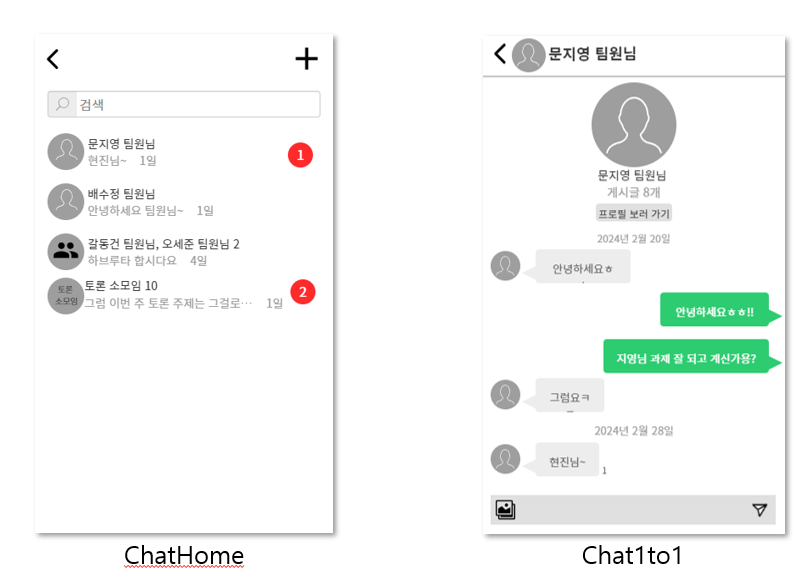 검색
문지영 팀원님
현진님~ 1일
1
배수정 팀원님
안녕하세요 팀원님~ 1일
갈동건 팀원님, 오세준 팀원님 2
하브루타 합시다요 4일
토론
소모임
토론 소모임 10
그럼 이번 주 토론 주제는 그걸로… 1일
2
ChatHome
문지영 팀원님
문지영 팀원님
게시글 8개
프로필 보러 가기
2024년 2월 20일
안녕하세요ㅎ
안녕하세요ㅎㅎ!!
지영님 과제 잘 되고 계신가용?
그럼요ㅋ
2024년 2월 28일
현진님~
1
Chat1to1